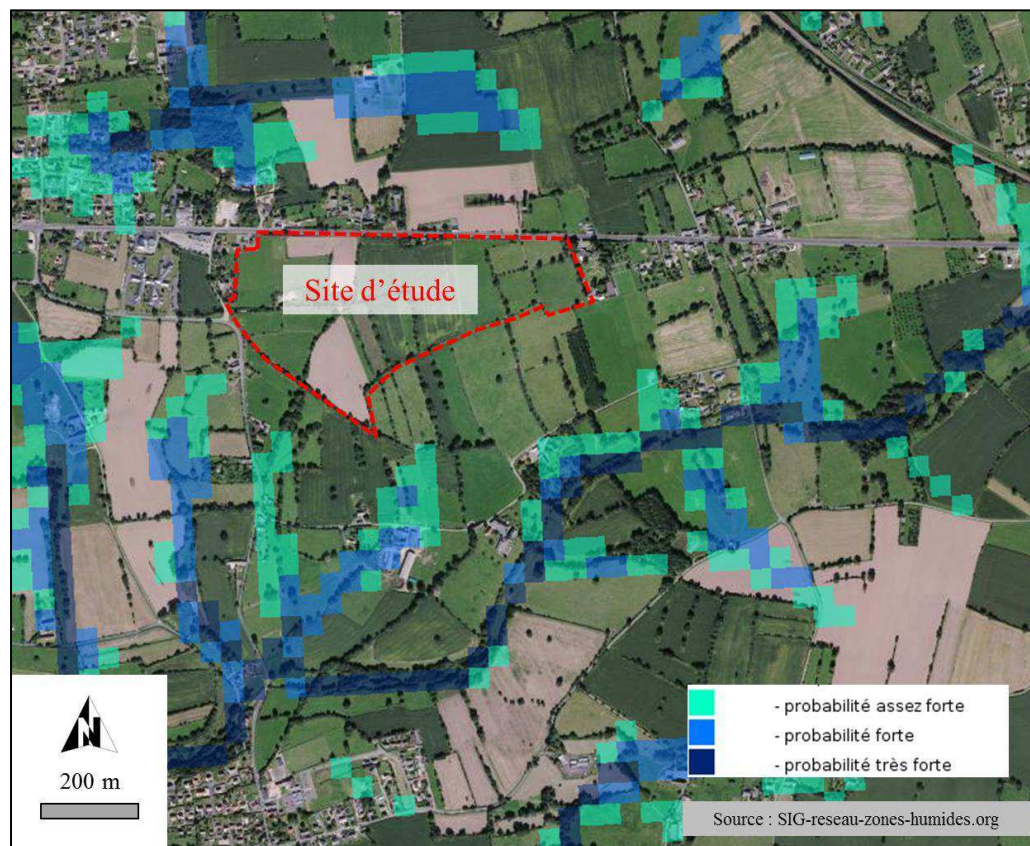 Site d'étude
N
200 m
- probabilité assez forte
- probabilité forte
- probabilité très forte
Source : SIG-reseau-zones-humides.org